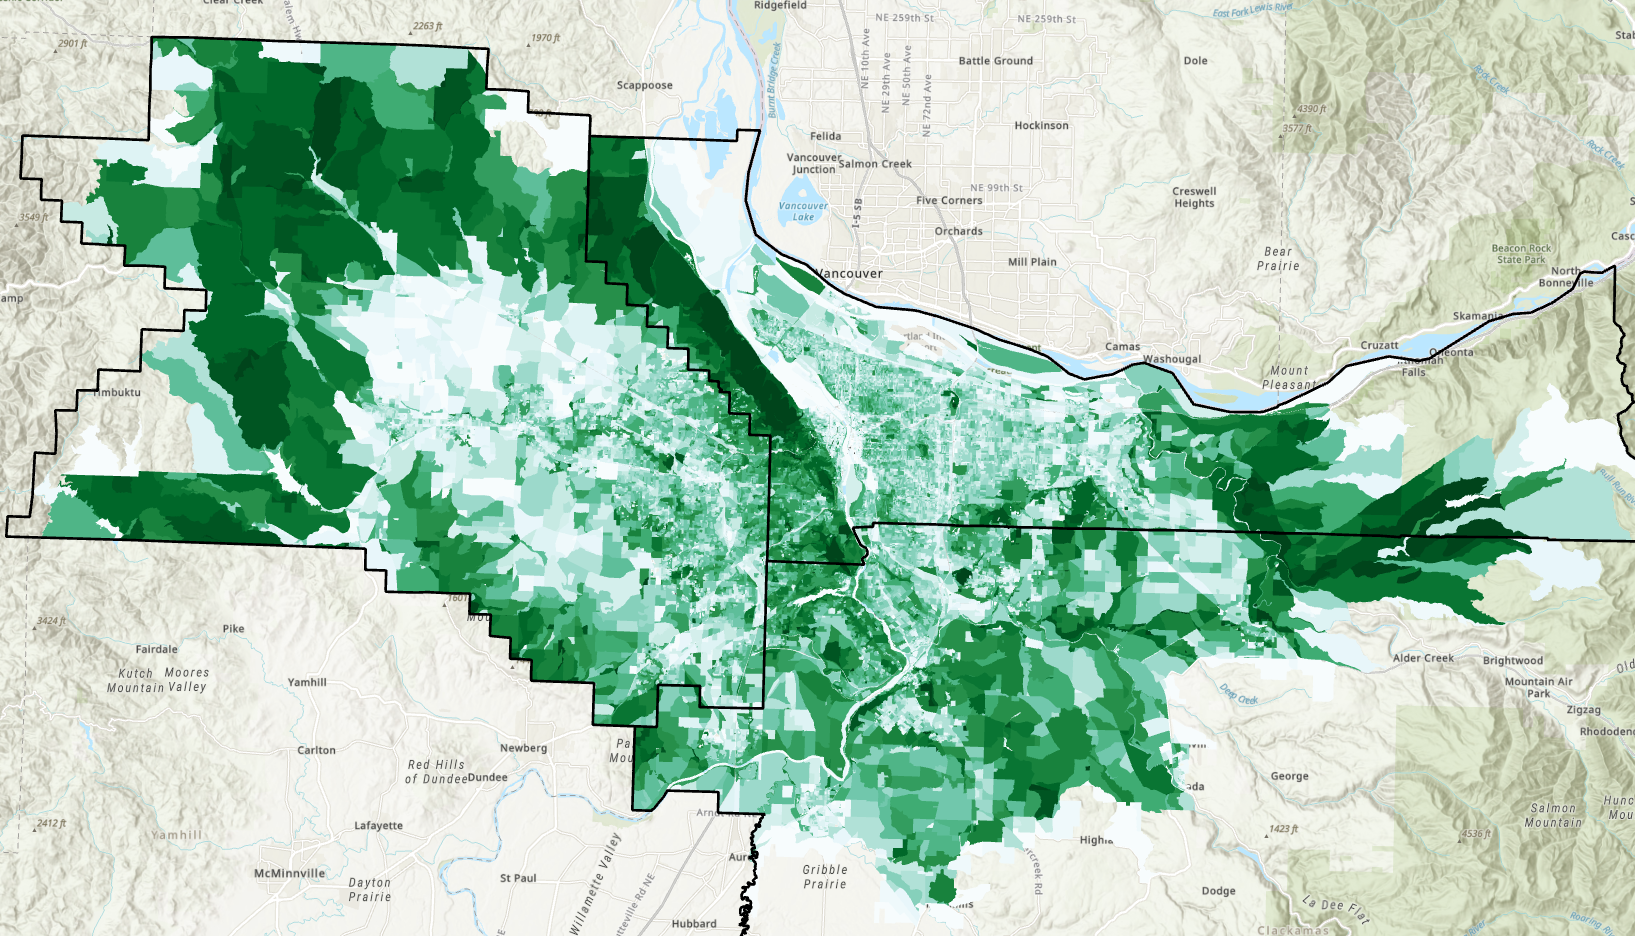 Clear Creek
Ridgefield
NE 259th St
NE 259th St
East Fork Lewis River
2263 ft
1970 ft
2901 ft
NE 10th Ave
NE 29th Ave
NE 50th Ave
NE 72nd Ave
Burnt Bridge Creek
Battle Ground
Dole
Rock Creek
Scappoose
4390 ft
3577 ft
Hockinson
Felida
Vancouver
Junction
Salmon Creek
Rock Creek
NE 99th St
Creswell
Heights
Five Corners
Vancouver
Lake
I-5 SB
3549 ft
Orchards
Bear
Prairie
Beacon Rock
State Park
Mill Plain
Vancouver
North
Bonneville
Skamania
Camas
Washougal
Cruzatt
Oneonta
Falls
Mount
Pleasant
Timbuktu
3424 ft
Pike
Fairdale
Kutch
Mountain
Moores
Valley
Yamhill
Alder Creek
Brightwood
Mountain Air
Park
Deep Creek
Zigzag
Carlton
Newberg
Red Hills
of Dundee
Dundee
George
Salmon
Mountain
2412 ft
Yamhill
Lafayette
1423 ft
4536 ft
McMinnville
Dayton
Prairie
St Paul
Willamette Valley
Gribble
Prairie
Dodge
La Dee Flat
Hubbard
Clackamas